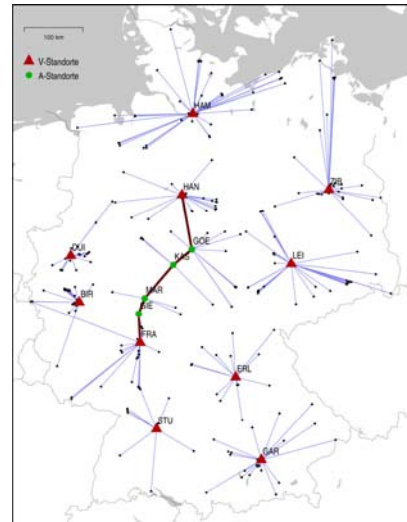 100 km
V-Standorte
A-Standorte
HAM
HAN
ZIB
GOE
DUI
KAS
LEI
MAR
BIR
GIE
FRA
ERL
STU
GAR